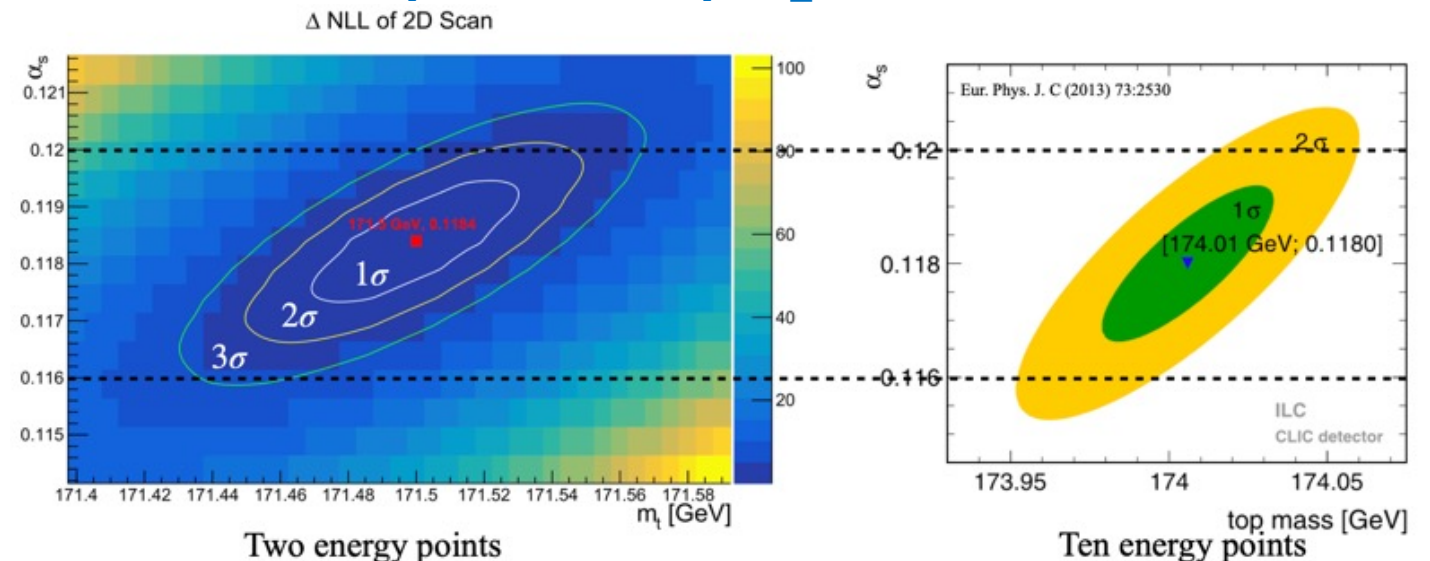 Δ NLL of 2D Scan
αs
0.121
0.12
0.119
0.118
0.117
0.116
0.115
171.5 GeV, 0.1184
1σ
2σ
3σ
171.4 171.42 171.44 171.46 171.48 171.5 171.52 171.54 171.56 171.58
mt [GeV]
100
80
60
40
20
Two energy points
αs
Eur. Phys. J. C (2013) 73:2530
0.12
0.118
0.116
2σ
1σ
[174.01 GeV; 0.1180]
ILC
CLIC detector
173.95 174 174.05
top mass [GeV]
Ten energy points